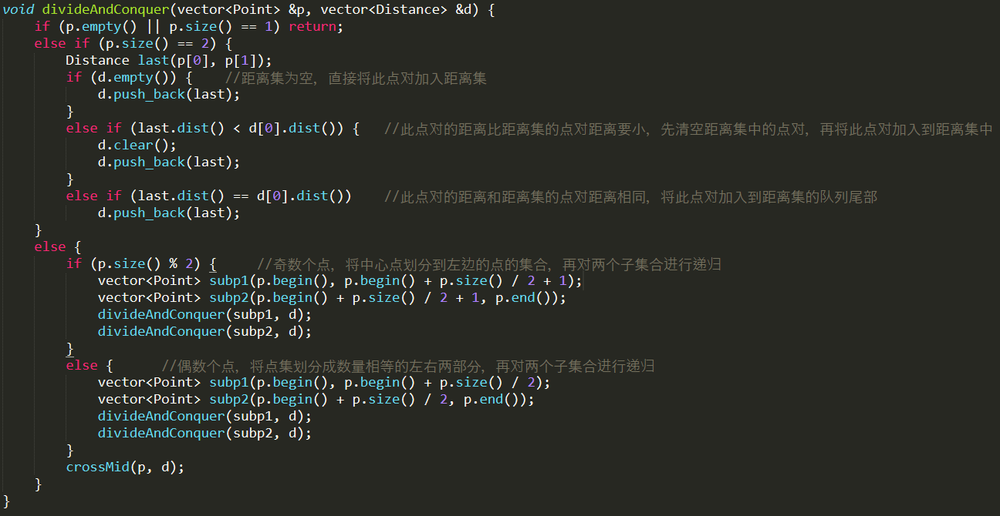 void divideAndConquer(vector<Point> &p, vector<Distance> &d) {
    if (p.empty() || p.size() == 1) return;
    else if (p.size() == 2) {
        Distance last(p[0], p[1]);
        if (d.empty()) {    //距离集为空，直接将此点对加入距离集
            d.push_back(last);
        }
        else if (last.dist() < d[0].dist()) {   //此点对的距离比距离集的点对距离要小，先清空距离集中的点对，再将此点对加入到距离集中
            d.clear();
            d.push_back(last);
        }
        else if (last.dist() == d[0].dist())    //此点对的距离和距离集的点对距离相同，将此点对加入到距离集的队列尾部
            d.push_back(last);
    }
    else {
        if (p.size() % 2) {     //奇数个点，将中心点划分到左边的点的集合，再对两个子集合进行递归
            vector<Point> subp1(p.begin(), p.begin() + p.size() / 2 + 1);
            vector<Point> subp2(p.begin() + p.size() / 2 + 1, p.end());
            divideAndConquer(subp1, d);
            divideAndConquer(subp2, d);
        }
        else {      //偶数个点，将点集划分成数量相等的左右两部分，再对两个子集合进行递归
            vector<Point> subp1(p.begin(), p.begin() + p.size() / 2);
            vector<Point> subp2(p.begin() + p.size() / 2, p.end());
            divideAndConquer(subp1, d);
            divideAndConquer(subp2, d);
        }
        crossMid(p, d);
    }
}